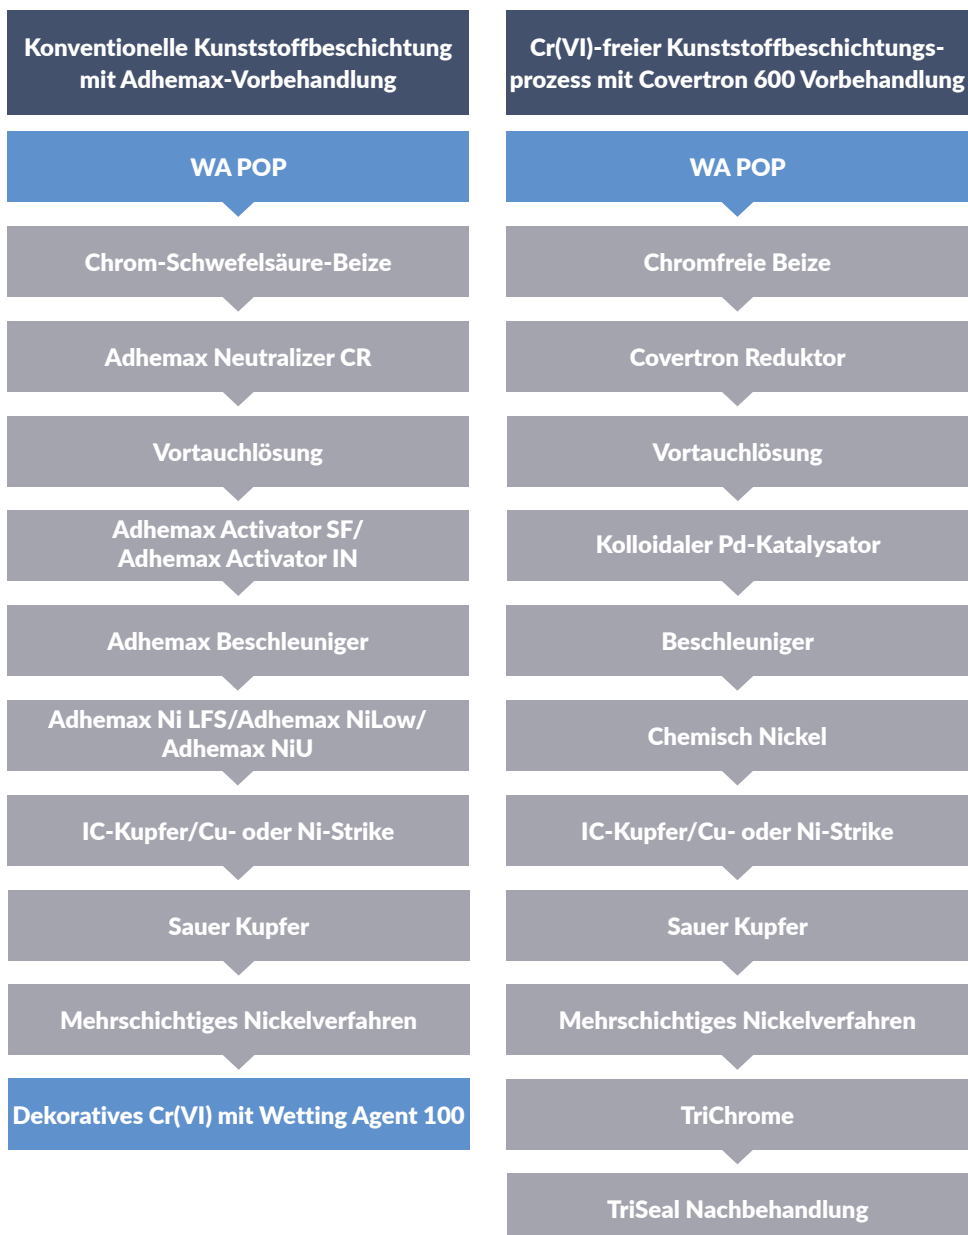 Konventionelle Kunststoffbeschichtung
mit Adhemax-Vorbehandlung
WA POP
Chrom-Schwefelsäure-Beize
Adhemax Neutralizer CR
Vortauchlösung
Adhemax Activator SF/
Adhemax Activator IN
Adhemax Beschleuniger
Adhemax Ni LFS/Adhemax NiLow/
Adhemax NiU
IC-Kupfer/Cu- oder Ni-Strike
Sauer Kupfer
Mehrschichtiges Nickelverfahren
Dekoratives Cr(VI) mit Wetting Agent 100
Cr(VI)-freier Kunststoffbeschichtungs-
prozess mit Covertron 600 Vorbehandlung
WA POP
Chromfreie Beize
Covertron Reduktor
Vortauchlösung
Kolloidaler Pd-Katalysator
Beschleuniger
Chemisch Nickel
IC-Kupfer/Cu- oder Ni-Strike
Sauer Kupfer
Mehrschichtiges Nickelverfahren
TriChrome
TriSeal Nachbehandlung